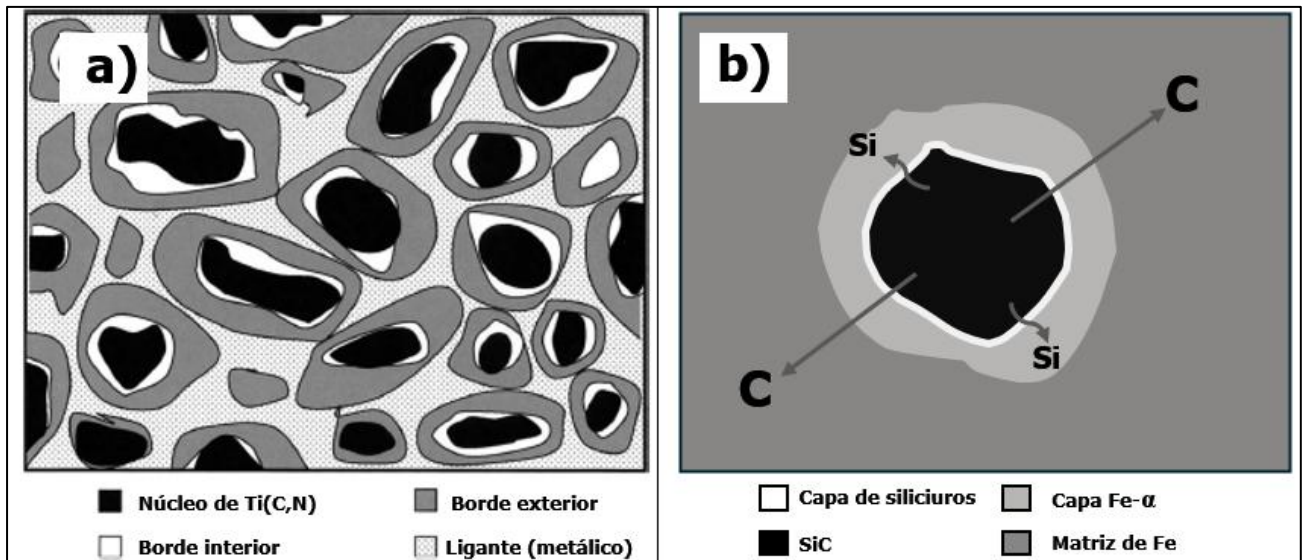 a)
Núcleo de Ti(C,N)
Borde exterior
Borde interior
Ligante (metálico)
b)
C
Si
Si
C
Capa de siliciuros
Capa Fe-α
SiC
Matriz de Fe